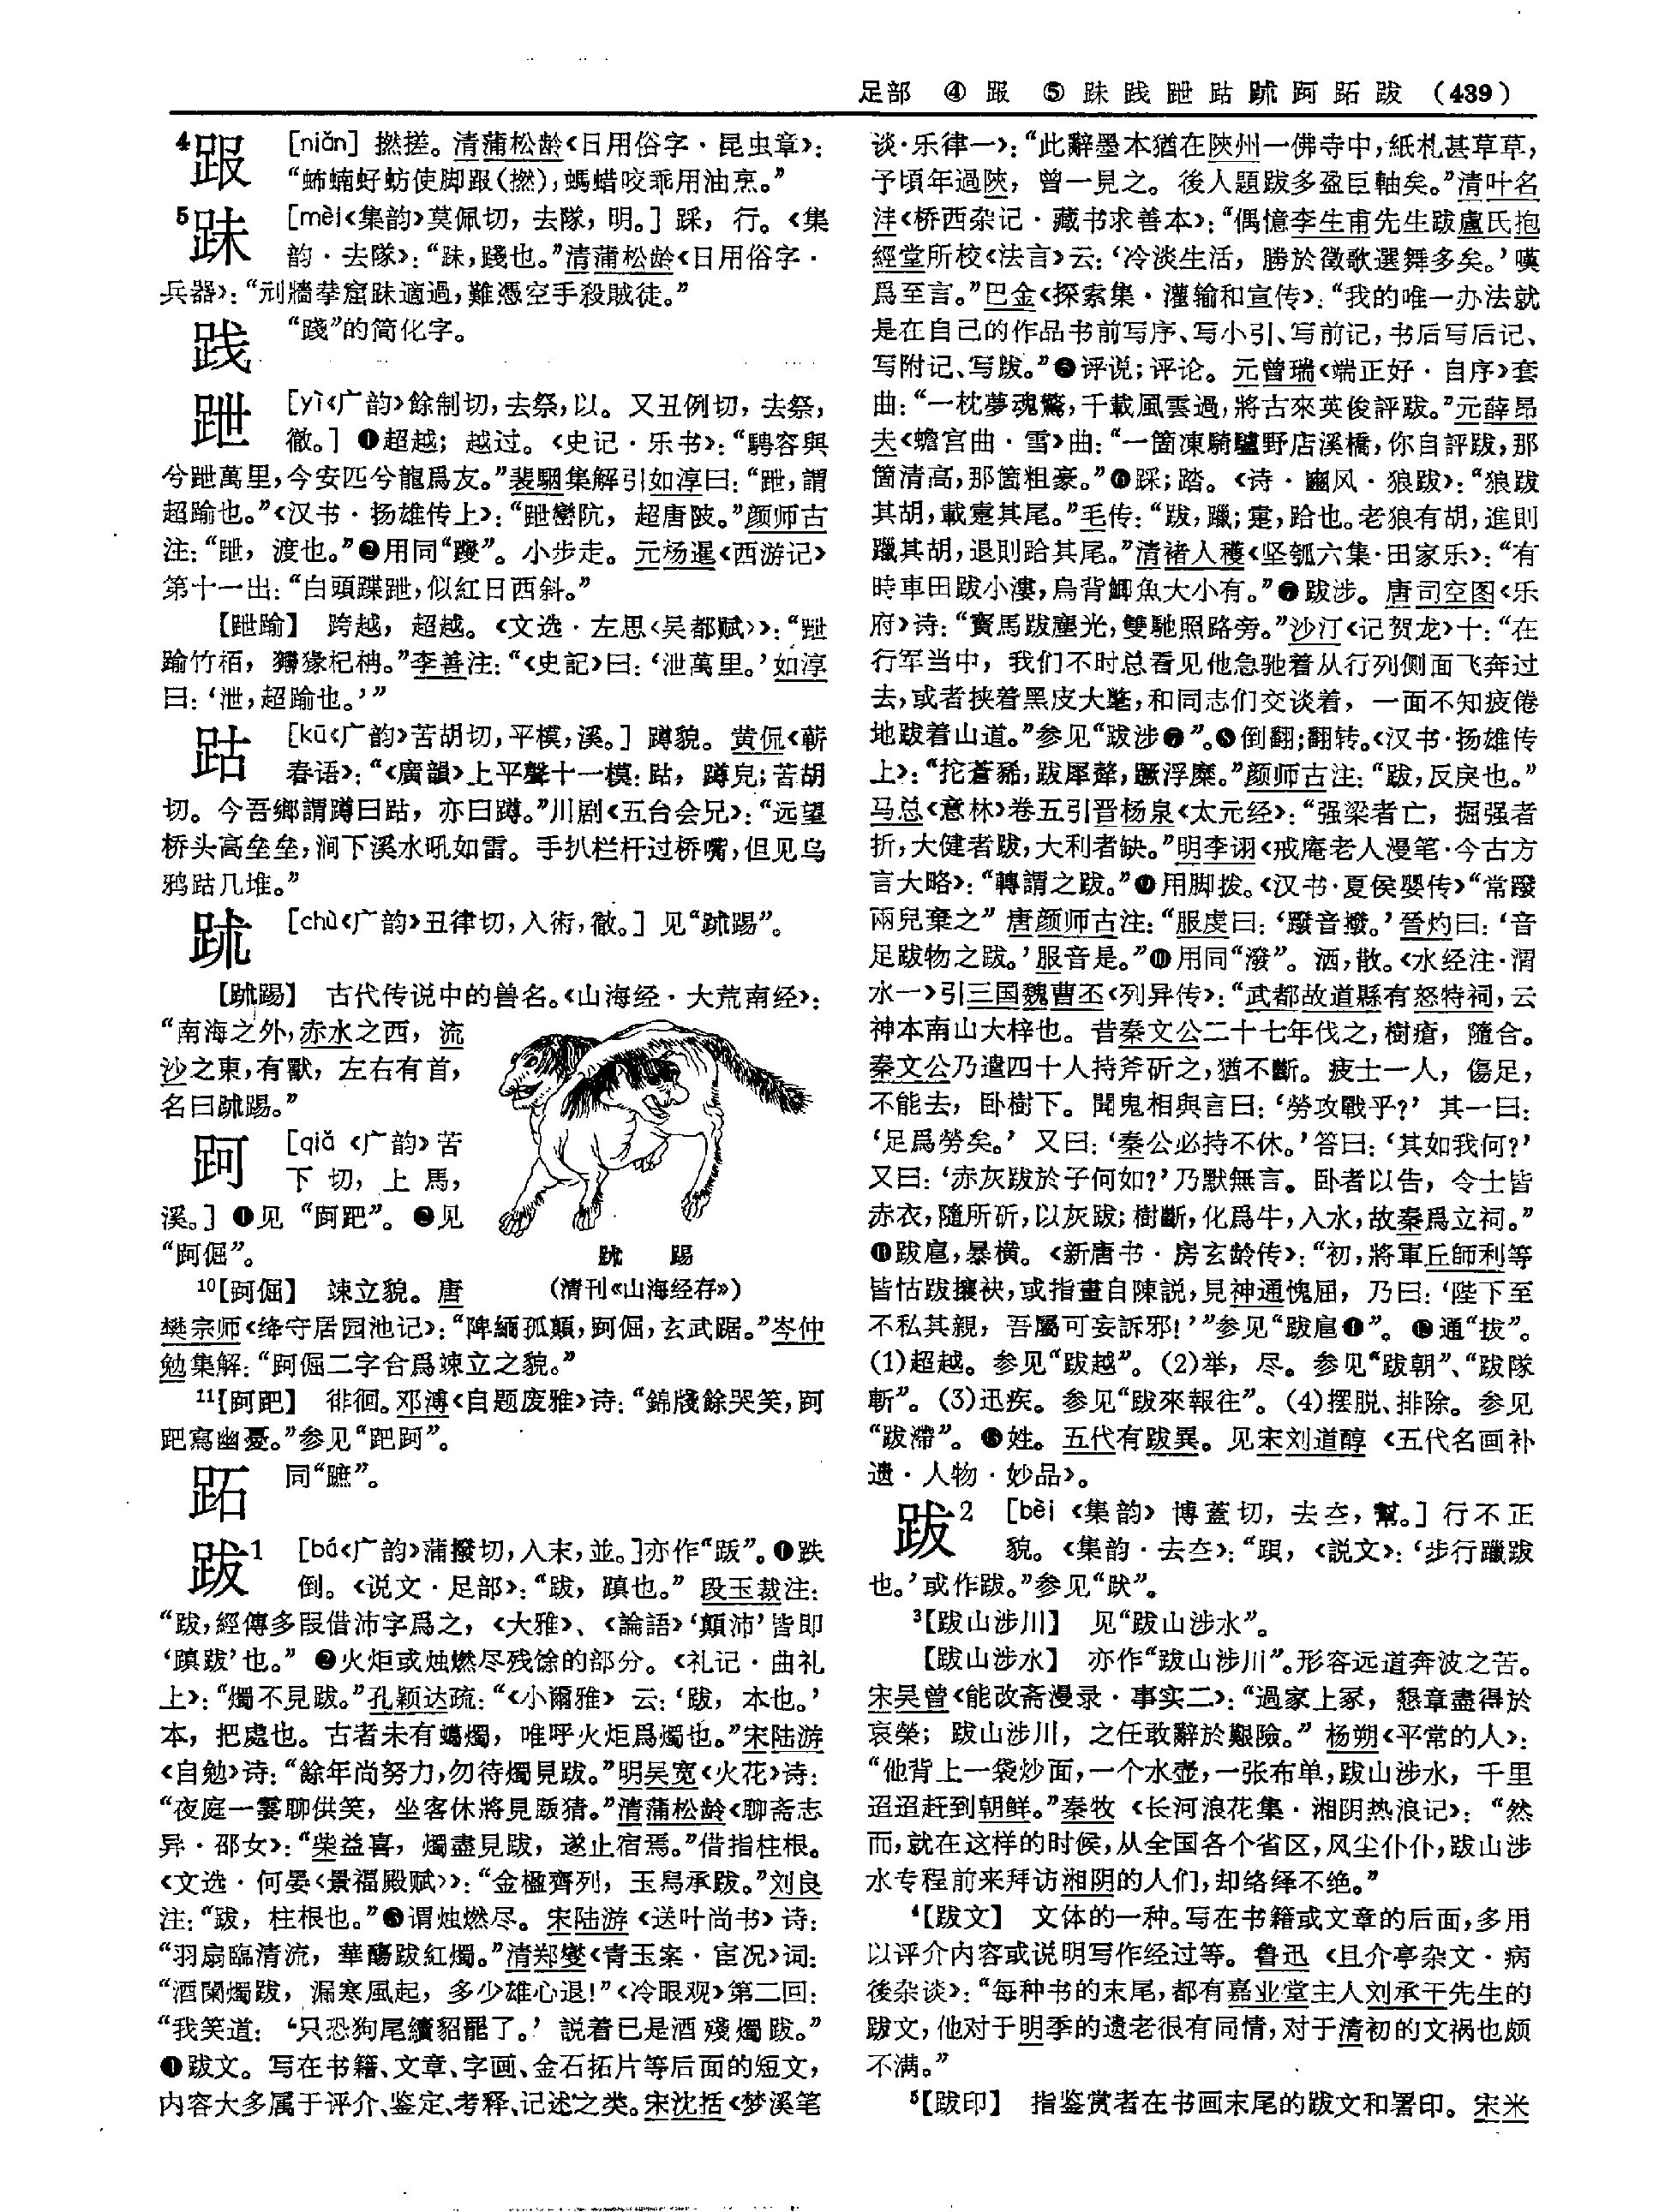 足部 ④ 𧿨 ⑤ 跊践跇跍䟣跒跖跋 (439)
4𧿨 [niǎn] 撚搓。清蒲松龄《日用俗字·昆虫章》:
“蛳蝻虸蚄使脚𧿨(撚),螞蜡咬乖用油烹。”
5跊 [mèi《集韵》莫佩切,去隊,明。] 踩,行。《集
韵·去隊》:“跊,踐也。”清蒲松龄《日用俗字·
兵器》:“刓牆拲窟跊適過,難憑空手殺賊徒。”
践 “踐”的简化字。
跇 [yì《广韵》餘制切,去祭,以。又丑例切,去祭,
徹。] ❶超越;越过。《史记·乐书》:“騁容與
兮跇萬里,今安匹兮龍爲友。”裴駰集解引如淳曰:“跇,謂
超踰也。”《汉书·扬雄传上》:“跇巒阬,超唐陂。”颜师古
注:“跇,渡也。”❷用同“躞”。小步走。元杨暹《西游记》
第十一出:“白頭蹀跇,似紅日西斜。”
【跇踰】 跨越,超越。《文选·左思〈吴都赋〉》:“跇
踰竹栢,獮猭杞枏。”李善注:“《史記》曰:‘泄萬里。’如淳
曰:‘泄,超踰也。’”
跍 [kū《广韵》苦胡切,平模,溪。] 蹲貌。黄侃《蕲
春语》:“《廣韻》上平聲十一模:跍,蹲皃;苦胡
切。今吾鄉謂蹲曰跍,亦曰蹲。”川剧《五台会兄》:“远望
桥头高垒垒,涧下溪水吼如雷。手扒栏杆过桥嘴,但见乌
鸦跍几堆。”
䟣 [chù《广韵》丑律切,入術,徹。] 见“䟣踢”。
【䟣踢】 古代传说中的兽名。《山海经·大荒南经》:
“南海之外,赤水之西,流
沙之東,有獸,左右有首,
名曰䟣踢。”
䟣 踢
(清刊《山海经存》)
跒 [qiǎ《广韵》苦
下切,上馬,
溪。] ❶见“跒跁”。❷见
“跒倔”。
10【跒倔】 竦立貌。唐
樊宗师《绛守居园池记》:“陴緬孤顛,跒倔,玄武踞。”岑仲
勉集解:“跒倔二字合爲竦立之貌。”
11【跒跁】 徘徊。邓溥《自题废雅》诗:“錦牋餘哭笑,跒
跁寫幽憂。”参见“跁跒”。
跖 同“蹠”。
跋1 [bá《广韵》蒲撥切,入末,並。]亦作“䟦”。❶跌
倒。《说文·足部》:“跋,蹎也。”段玉裁注:
“跋,經傳多叚借沛字爲之,《大雅》、《論語》‘顛沛’皆即
‘蹎跋’也。” ❷火炬或烛燃尽残馀的部分。《礼记·曲礼
上》:“燭不見跋。”孔颖达疏:“《小爾雅》云:‘跋,本也。’
本,把處也。古者未有蠟燭,唯呼火炬爲燭也。”宋陆游
《自勉》诗:“餘年尚努力,勿待燭見跋。”明吴宽《火花》诗:
“夜庭一霎聊供笑,坐客休將見跋猜。”清蒲松龄《聊斋志
异·邵女》:“柴益喜,燭盡見跋,遂止宿焉。”借指柱根。
《文选·何晏〈景福殿赋〉》:“金楹齊列,玉舄承跋。”刘良
注:“跋,柱根也。”❸谓烛燃尽。宋陆游《送叶尚书》诗:
“羽扇臨清流,華觴跋紅燭。”清郑燮《青玉案·宦况》词:
“酒闌燭跋,漏寒風起,多少雄心退!”《冷眼观》第二回:
“我笑道:‘只恐狗尾續貂罷了。’説着已是酒殘燭跋。”
❹跋文。写在书籍、文章、字画、金石拓片等后面的短文,
内容大多属于评介、鉴定、考释、记述之类。宋沈括《梦溪笔
谈·乐律一》:“此辭墨本猶在陝州一佛寺中,紙札甚草草,
予頃年過陝,曾一見之。後人題跋多盈巨軸矣。”清叶名
沣《桥西杂记·藏书求善本》:“偶憶李生甫先生跋盧氏抱
經堂所校《法言》云:‘冷淡生活,勝於徵歌選舞多矣。’嘆
爲至言。”巴金《探索集·灌输和宣传》:“我的唯一办法就
是在自己的作品书前写序、写小引、写前记,书后写后记、
写附记、写跋。”❺评说;评论。元曾瑞《端正好·自序》套
曲:“一枕夢魂驚,千載風雲過,將古來英俊評跋。”元薛昂
夫《蟾宫曲·雪》曲:“一箇凍騎驢野店溪橋,你自評跋,那
箇清高,那箇粗豪。”❻踩;踏。《诗·豳风·狼跋》:“狼跋
其胡,載疐其尾。”毛传:“跋,躐;疐,跲也。老狼有胡,進則
躐其胡,退則跲其尾。”清褚人穫《坚瓠六集·田家乐》:“有
時車田跋小溇,烏背鯽魚大小有。”❼跋涉。唐司空图《乐
府》诗:“寶馬跋塵光,雙馳照路旁。”沙汀《记贺龙》十:“在
行军当中,我们不时总看见他急驰着从行列侧面飞奔过
去,或者挟着黑皮大氅,和同志们交谈着,一面不知疲倦
地跋着山道。”参见“跋涉❼”。❽倒翻;翻转。《汉书·扬雄传
上》:“拕蒼豨,跋犀犛,蹶浮麋。”颜师古注:“跋,反戾也。”
马总《意林》卷五引晋杨泉《太元经》:“强梁者亡,掘强者
折,大健者跋,大利者缺。”明李诩《戒庵老人漫笔·今古方
言大略》:“轉謂之跋。”❾用脚拨。《汉书·夏侯婴传》“常蹳
兩兒棄之” 唐颜师古注:“服虔曰:‘蹳音撥。’晉灼曰:‘音
足跋物之跋。’服音是。”❿用同“潑”。洒,散。《水经注·渭
水一》引三国魏曹丕《列异传》:“武都故道縣有怒特祠,云
神本南山大梓也。昔秦文公二十七年伐之,樹瘡,隨合。
秦文公乃遣四十人持斧斫之,猶不斷。疲士一人,傷足,
不能去,卧樹下。聞鬼相與言曰:‘勞攻戰乎?’其一曰:
‘足爲勞矣。’又曰:‘秦公必持不休。’答曰:‘其如我何?’
又曰:‘赤灰跋於子何如?’乃默無言。卧者以告,令士皆
赤衣,隨所斫,以灰跋;樹斷,化爲牛,入水,故秦爲立祠。”
⓫跋扈,暴横。《新唐书·房玄龄传》:“初,將軍丘師利等
皆怙跋攘袂,或指畫自陳説,見神通愧屈,乃曰:‘陛下至
不私其親,吾屬可妄訴邪!’”参见“跋扈❶”。⓬通“拔”。
(1)超越。参见“跋越”。(2)举,尽。参见“跋朝”、“跋隊
斬”。(3)迅疾。参见“跋來報往”。(4)摆脱、排除。参见
“跋滯”。⓭姓。五代有跋異。见宋刘道醇《五代名画补
遗·人物·妙品》。
跋2 [bèi《集韵》博蓋切,去夳,幫。] 行不正
貌。《集韵·去夳》:“䟺,《説文》:‘步行躐跋
也。’或作跋。”参见“䟛”。
3【跋山涉川】 见“跋山涉水”。
【跋山涉水】 亦作“跋山涉川”。形容远道奔波之苦。
宋吴曾《能改斋漫录·事实二》:“過家上冢,懇章盡得於
哀榮;跋山涉川,之任敢辭於艱險。”杨朔《平常的人》:
“他背上一袋炒面,一个水壶,一张布单,跋山涉水,千里
迢迢赶到朝鲜。”秦牧《长河浪花集·湘阴热浪记》:“然
而,就在这样的时候,从全国各个省区,风尘仆仆,跋山涉
水专程前来拜访湘阴的人们,却络绎不绝。”
4【跋文】 文体的一种。写在书籍或文章的后面,多用
以评介内容或说明写作经过等。鲁迅《且介亭杂文·病
後杂谈》:“每种书的末尾,都有嘉业堂主人刘承干先生的
跋文,他对于明季的遗老很有同情,对于清初的文祸也颇
不满。”
5【跋印】 指鉴赏者在书画末尾的跋文和署印。宋米